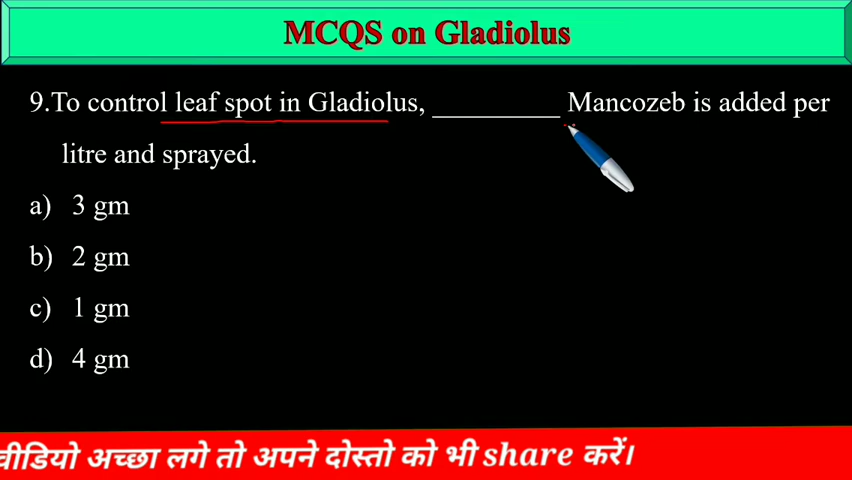 MCQS on Gladiolus
9.To control leaf spot in Gladiolus, _________ Mancozeb is added per
litre and sprayed.
a) 3 gm
b) 2 gm
c) 1 gm
d) 4 gm
वीडियो अच्छा लगे तो अपने दोस्तो को भी share करें।